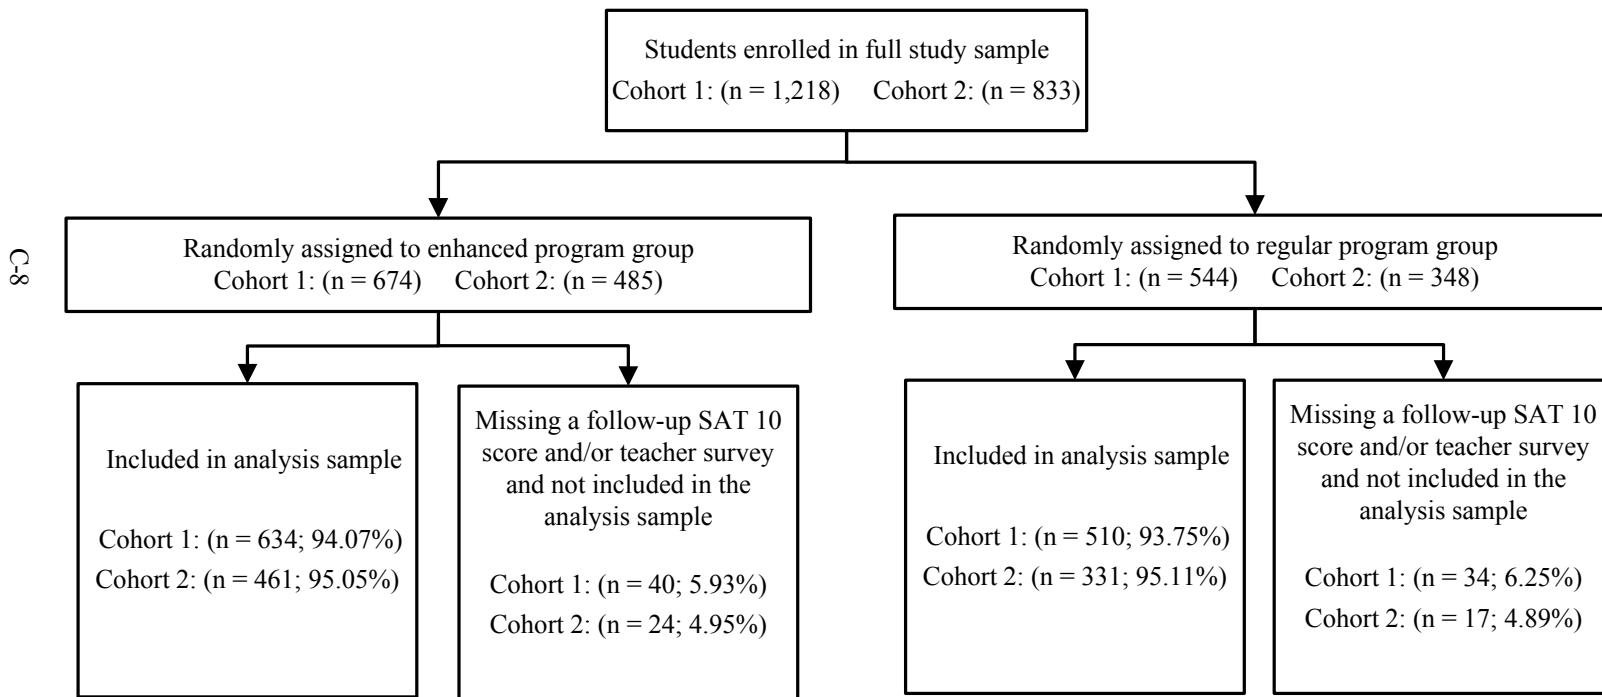 Students enrolled in full study sample
Cohort 1: (n = 1,218) Cohort 2: (n = 833)
Randomly assigned to enhanced program group
Cohort 1: (n = 674) Cohort 2: (n = 485)
Randomly assigned to regular program group
Cohort 1: (n = 544) Cohort 2: (n = 348)
C-8
Included in analysis sample
Cohort 1: (n = 634; 94.07%)
Cohort 2: (n = 461; 95.05%)
Missing a follow-up SAT 10
score and/or teacher survey
and not included in the
analysis sample
Cohort 1: (n = 40; 5.93%)
Cohort 2: (n = 24; 4.95%)
Included in analysis sample
Cohort 1: (n = 510; 93.75%)
Cohort 2: (n = 331; 95.11%)
Missing a follow-up SAT 10
score and/or teacher survey
and not included in the
analysis sample
Cohort 1: (n = 34; 6.25%)
Cohort 2: (n = 17; 4.89%)